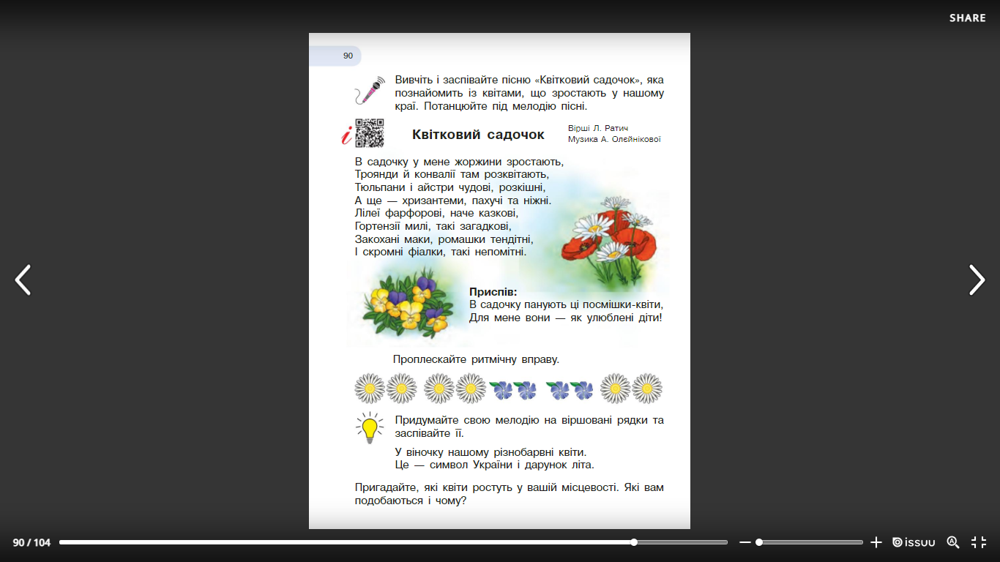 SHARE
90
Вивчіть і заспівайте пісню «Квітковий садочок», яка
познайомить із квітами, що зростають у нашому
краї. Потанцюйте під мелодію пісні.
i
Квітковий садочок
Вірші Л. Ратич
Музика А. Олєйнікової
В садочку у мене жоржини зростають,
Троянди й конвалії там розквітають,
Тюльпани і айстри чудові, розкішні,
А ще — хризантеми, пахучі та ніжні.
Лілеї фарфорові, наче казкові,
Гортензії милі, такі загадкові,
Закохані маки, ромашки тендітні,
І скромні фіалки, такі непомітні.
Приспів:
В садочку панують ці посмішки-квіти,
Для мене вони — як улюблені діти!
Проплескайте ритмічну вправу.
Придумайте свою мелодію на віршовані рядки та
заспівайте її.
У віночку нашому різнобарвні квіти.
Це — символ України і дарунок літа.
Пригадайте, які квіти ростуть у вашій місцевості. Які вам
подобаються і чому?
90 / 104
issuu